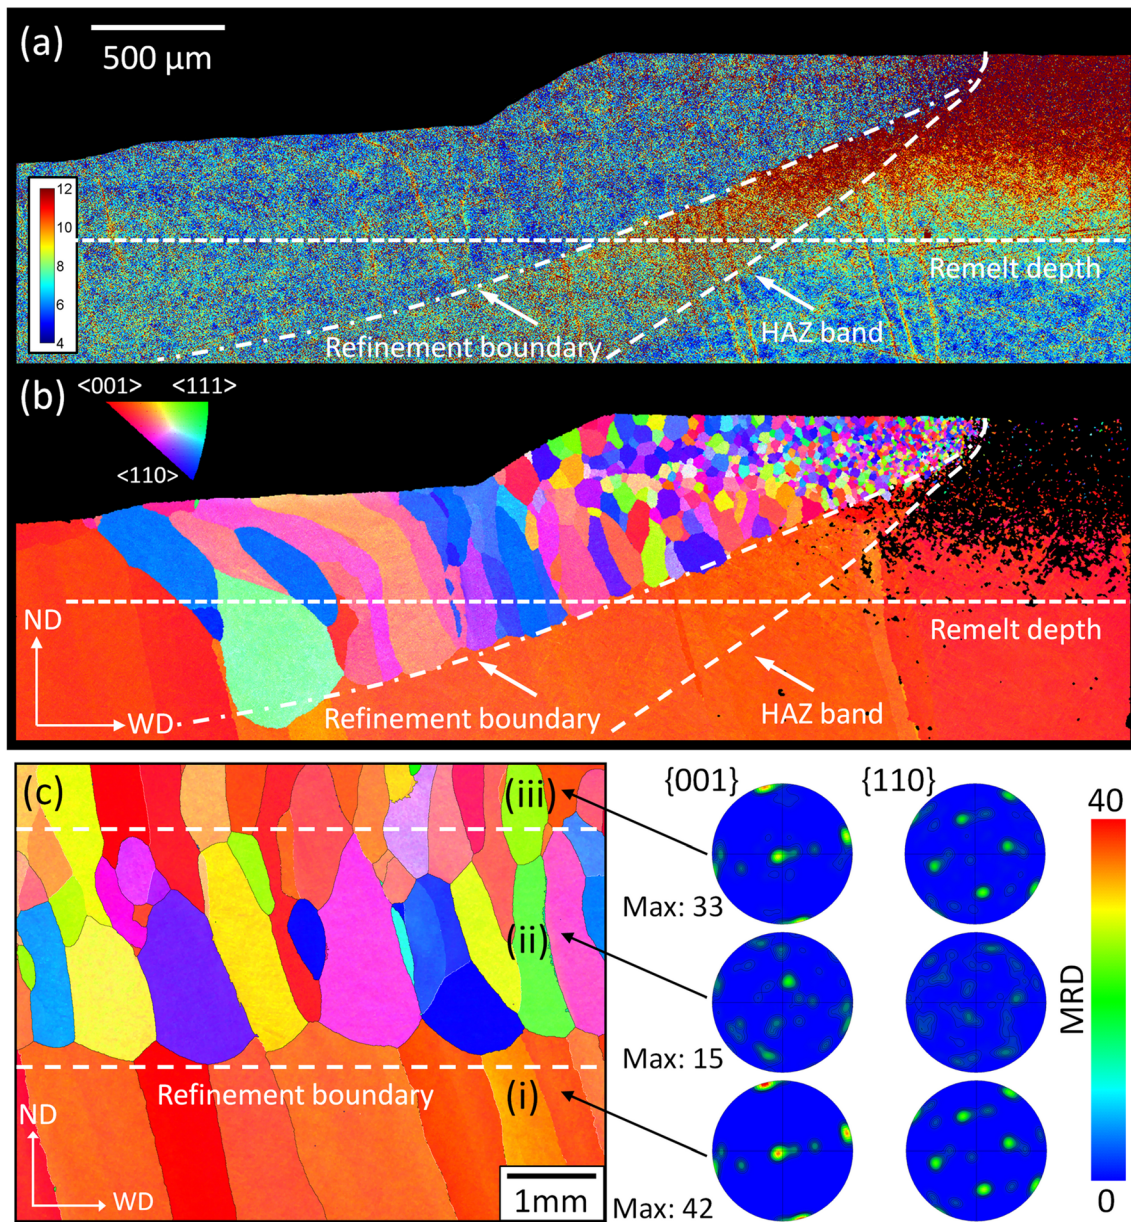 (a)
500 µm
12
10
8
6
4
Remelt depth
HAZ band
Refinement boundary
(b)
<001> <111>
<110>
ND
WD
Remelt depth
HAZ band
Refinement boundary
(c)
(iii)
(ii)
Refinement boundary
(i)
ND
WD
1mm
{001} {110}
Max: 33
Max: 15
Max: 42
40
MRD
0